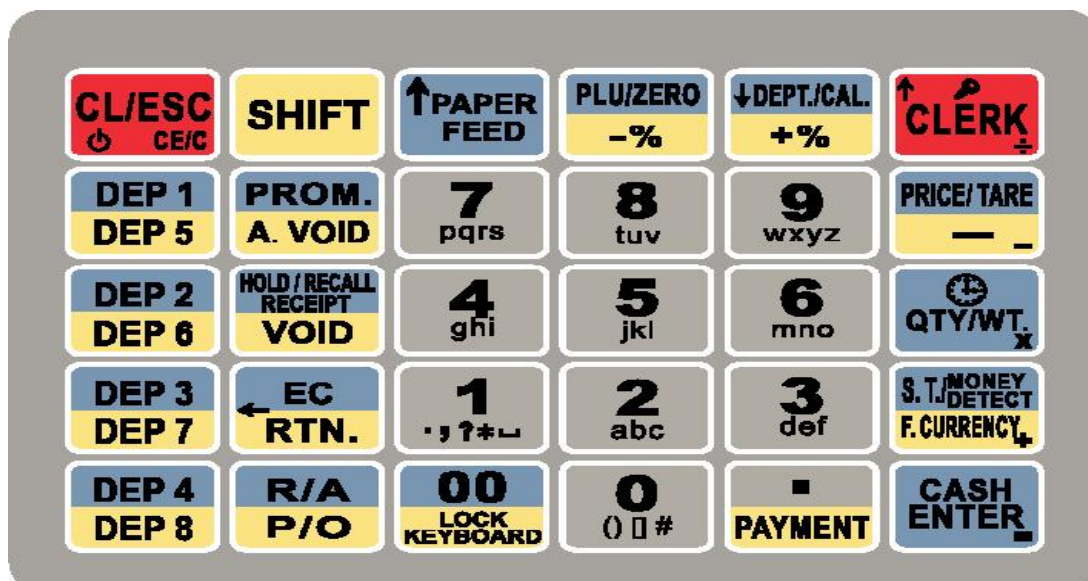 CL/ESC
CE/C
SHIFT
↑PAPER
FEED
PLU/ZERO
-%
↓DEPT./CAL.
+%
↑
CLERK
÷
DEP 1
DEP 5
PROM.
A. VOID
7
pqrs
8
tuv
9
wxyz
PRICE/TARE
— _
DEP 2
DEP 6
HOLD / RECALL
RECEIPT
VOID
4
ghi
5
jkl
6
mno
QTY/WT.
x
DEP 3
DEP 7
EC
←
RTN.
1
.,?*⌴
2
abc
3
def
S. T./MONEY
DETECT
F. CURRENCY
+
DEP 4
DEP 8
R/A
P/O
00
LOCK
KEYBOARD
0
() ▯ #
.
PAYMENT
CASH
ENTER
=